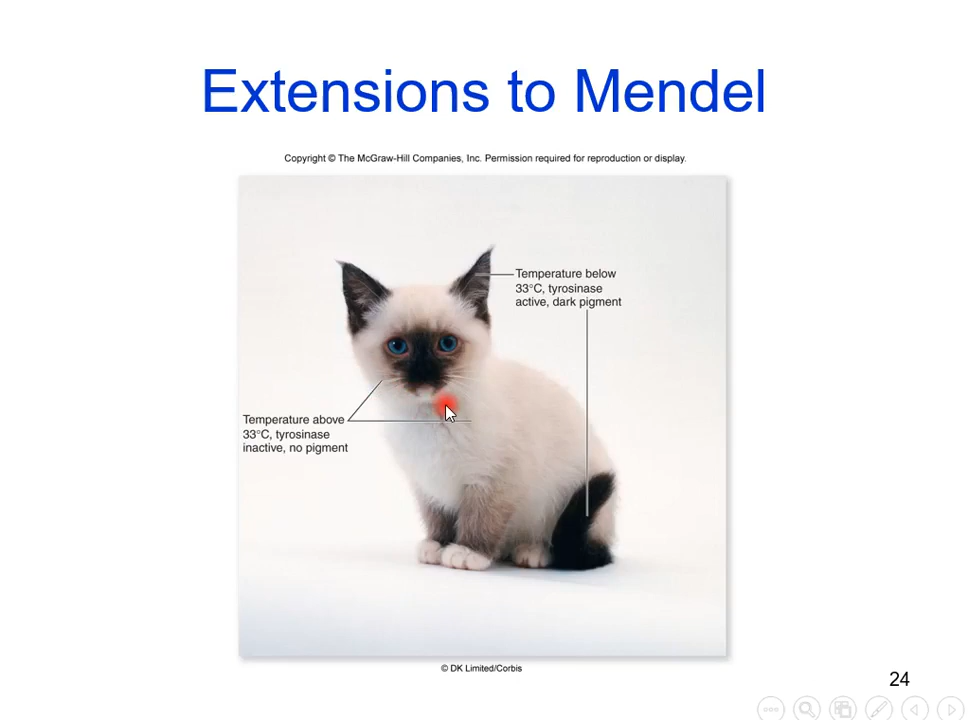 Extensions to Mendel
Copyright © The McGraw-Hill Companies, Inc. Permission required for reproduction or display.
Temperature below
33°C, tyrosinase
active, dark pigment
Temperature above
33°C, tyrosinase
inactive, no pigment
© DK Limited/Corbis
24